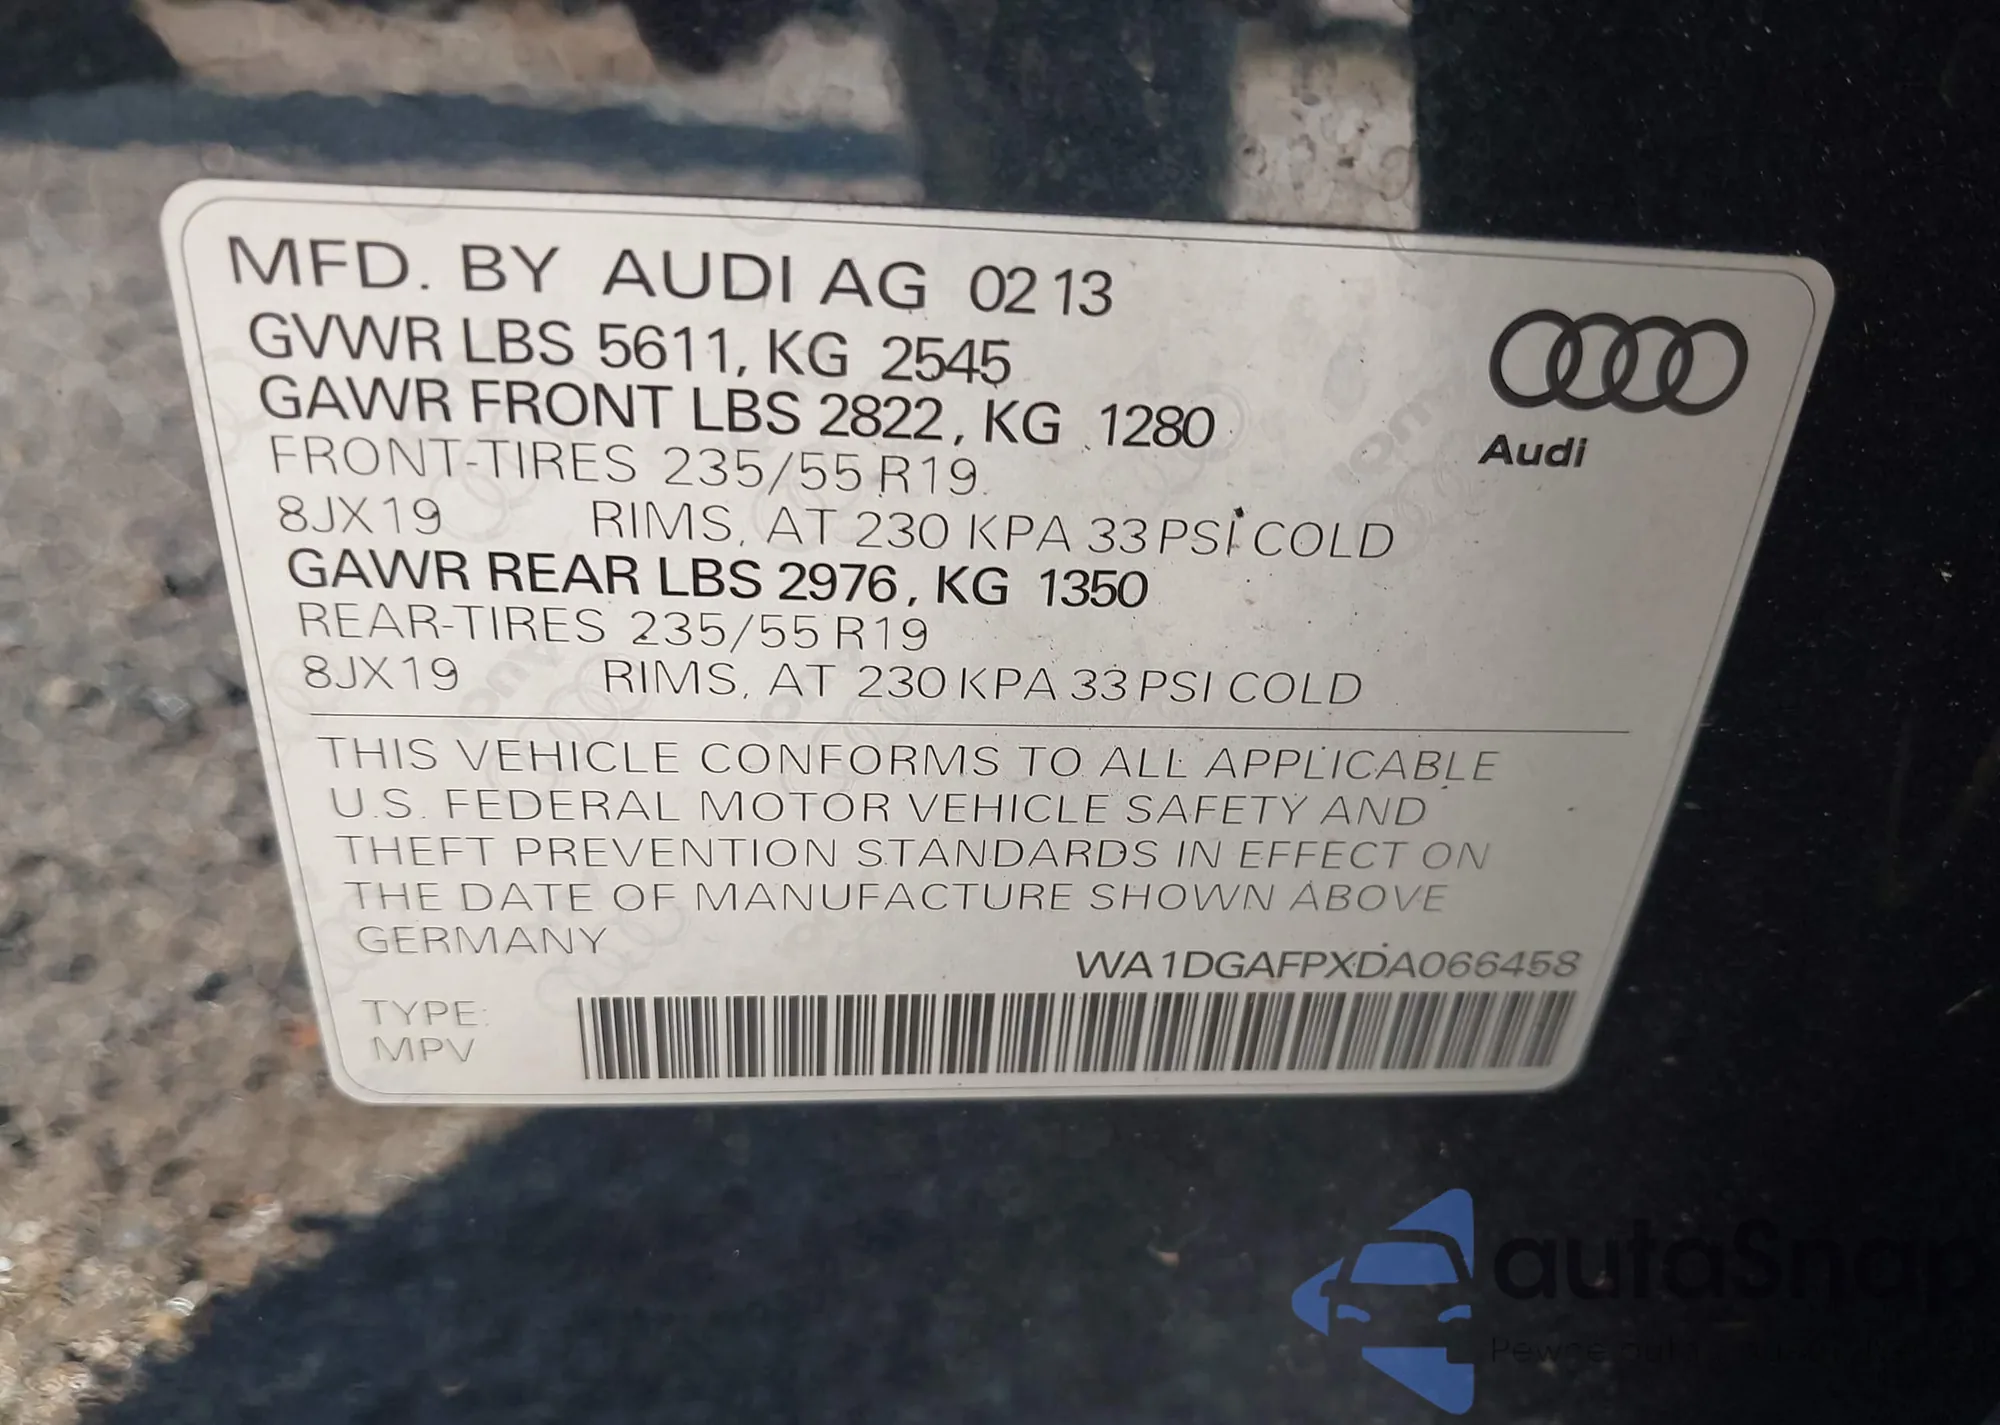 MFD. BY AUDI AG 02 13
GVWR LBS 5611, KG 2545
GAWR FRONT LBS 2822, KG 1280
FRONT-TIRES 235/55 R19
8JX19 RIMS, AT 230 KPA 33 PSI COLD
GAWR REAR LBS 2976, KG 1350
REAR-TIRES 235/55 R19
8JX19 RIMS, AT 230 KPA 33 PSI COLD
Audi
THIS VEHICLE CONFORMS TO ALL APPLICABLE
U.S. FEDERAL MOTOR VEHICLE SAFETY AND
THEFT PREVENTION STANDARDS IN EFFECT ON
THE DATE OF MANUFACTURE SHOWN ABOVE
GERMANY
WA1DGAFPXDA066458
TYPE:
MPV
autaSnap
Pewne auta